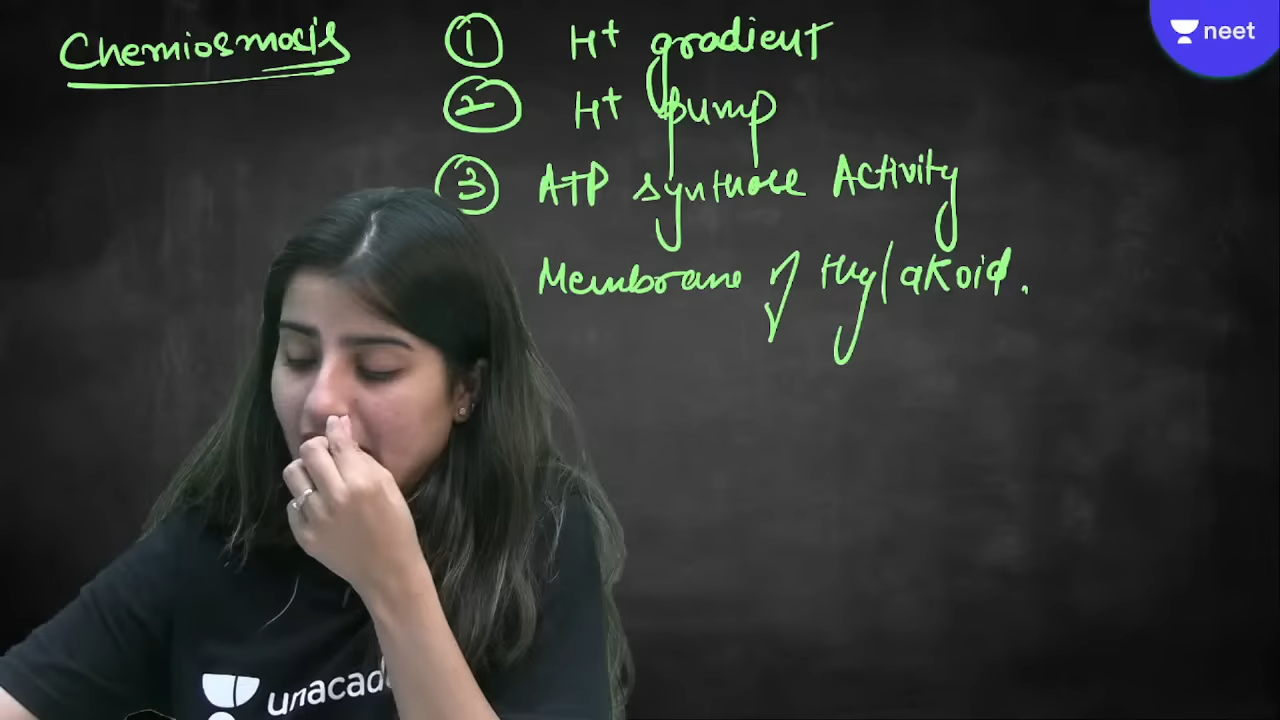 Chemiosmosis
① H⁺ gradient
② H⁺ pump
③ ATP synthase Activity
Membrane of thylakoid.
neet
unacad